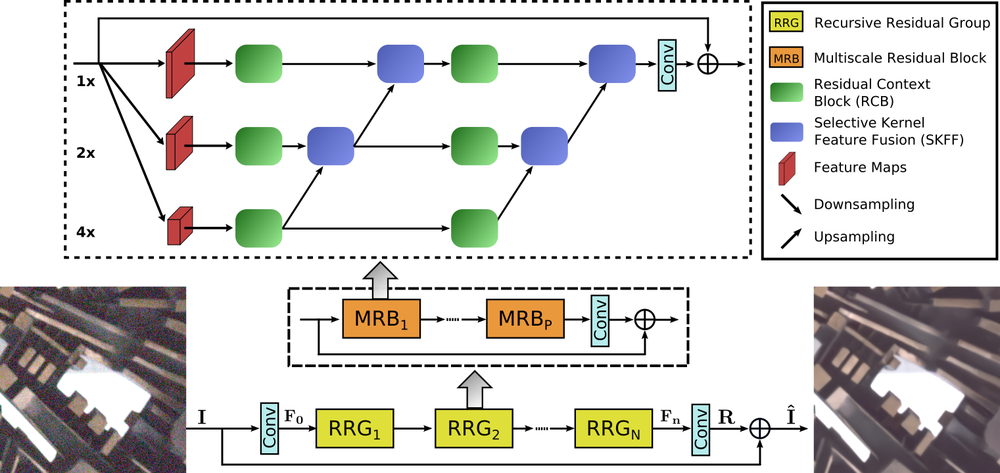 1x
2x
4x
Conv
RRG Recursive Residual Group
MRB Multiscale Residual Block
Residual Context
Block (RCB)
Selective Kernel
Feature Fusion (SKFF)
Feature Maps
Downsampling
Upsampling
MRB₁
MRBₚ
Conv
I
Conv
F₀
RRG₁
RRG₂
RRG_N
Fₙ
Conv
R
Î